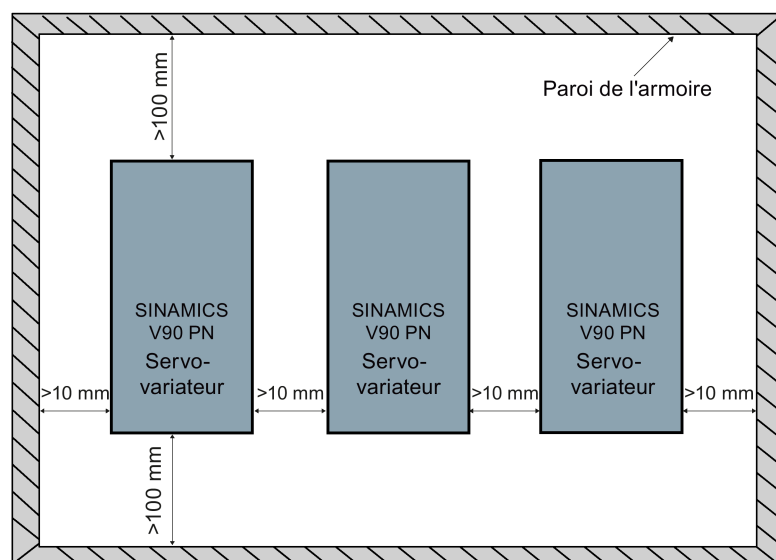 >100 mm
Paroi de l'armoire
SINAMICS
V90 PN
Servo-
variateur
SINAMICS
V90 PN
Servo-
variateur
SINAMICS
V90 PN
Servo-
variateur
>10 mm
>10 mm
>10 mm
>10 mm
>100 mm